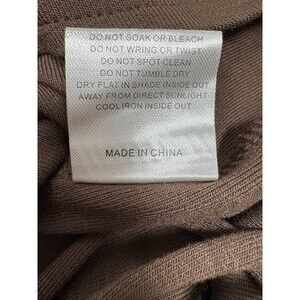 DO NOT SOAK OR BLEACH
DO NOT WRING OR TWIST
DO NOT SPOT CLEAN
DO NOT TUMBLE DRY
DRY FLAT IN SHADE INSIDE OUT
AWAY FROM DIRECT SUNLIGHT
COOL IRON INSIDE OUT
MADE IN CHINA